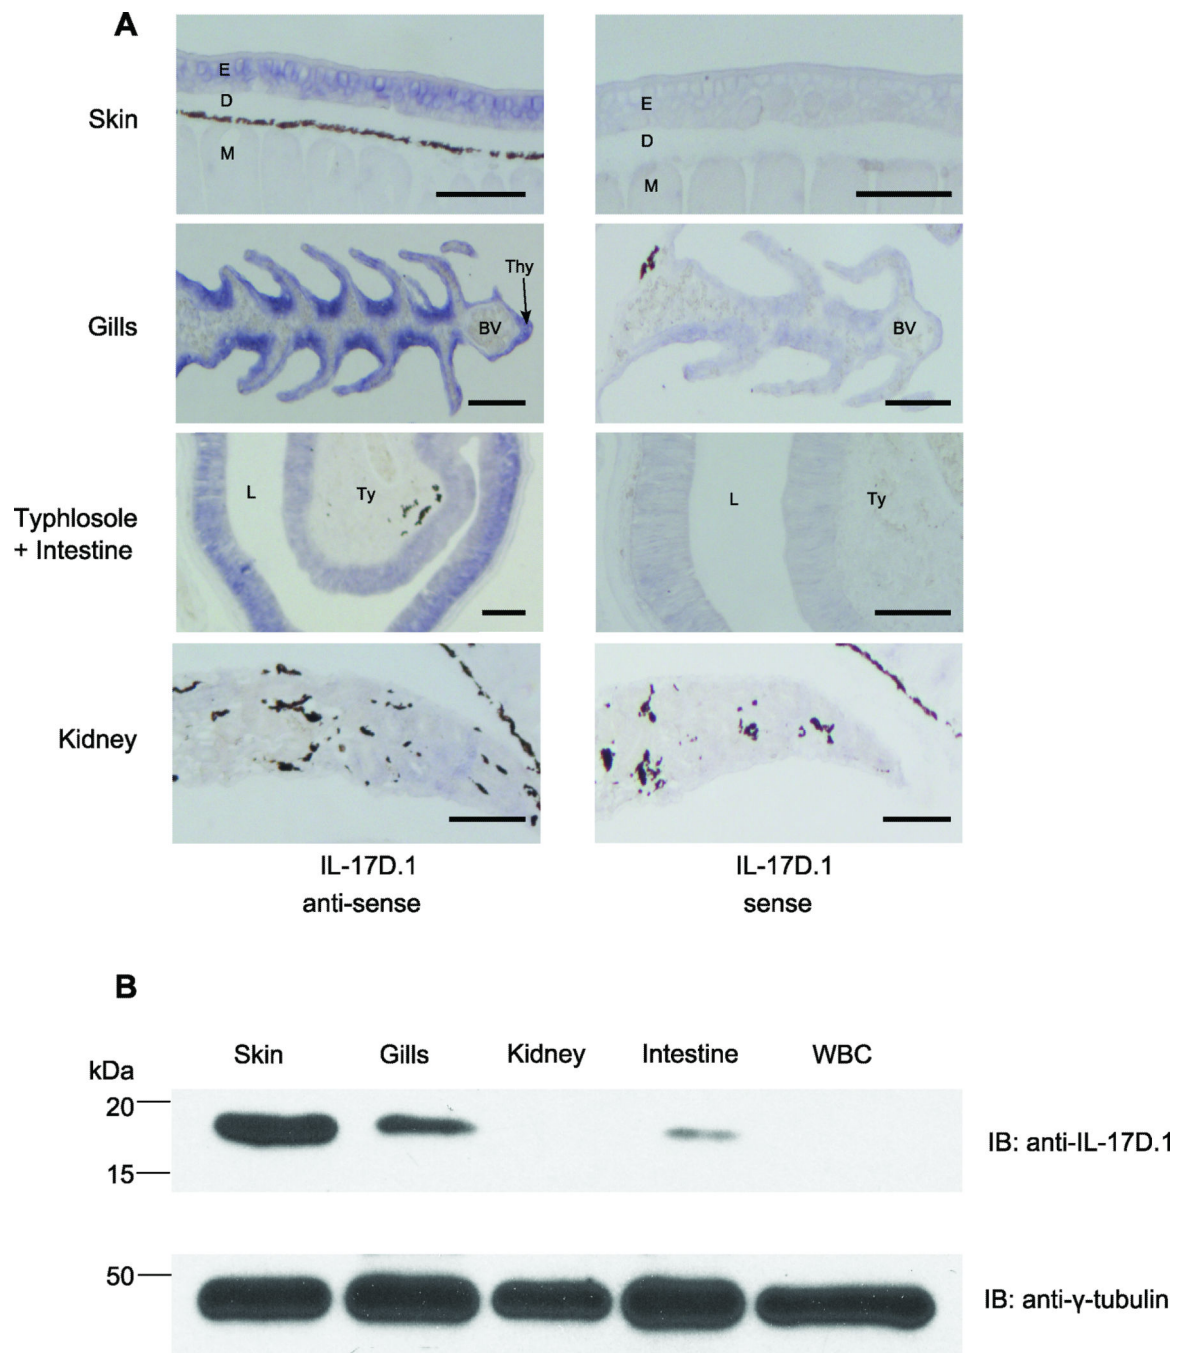 A
Skin
E
D
M
E
D
M
Gills
Thy
BV
BV
Typhlosole
+ Intestine
L
Ty
L
Ty
Kidney
IL-17D.1
anti-sense
IL-17D.1
sense
B
kDa
Skin
Gills
Kidney
Intestine
WBC
20
15
IB: anti-IL-17D.1
50
IB: anti-γ-tubulin